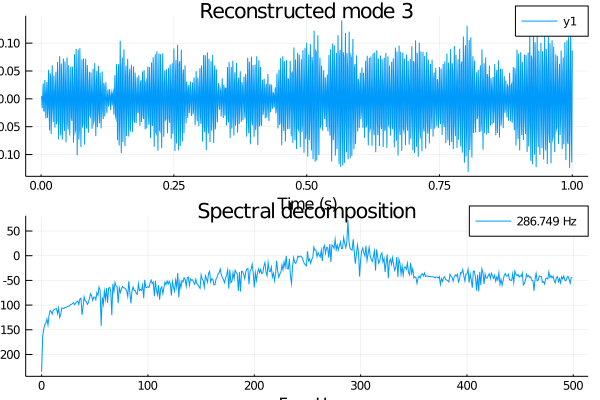 Reconstructed mode 3
y1
0.10
0.05
0.00
0.05
0.10
0.00 0.25 0.50 0.75 1.00
Time (s)
Spectral decomposition
286.749 Hz
50
0
-50
100
150
200
0 100 200 300 400 500